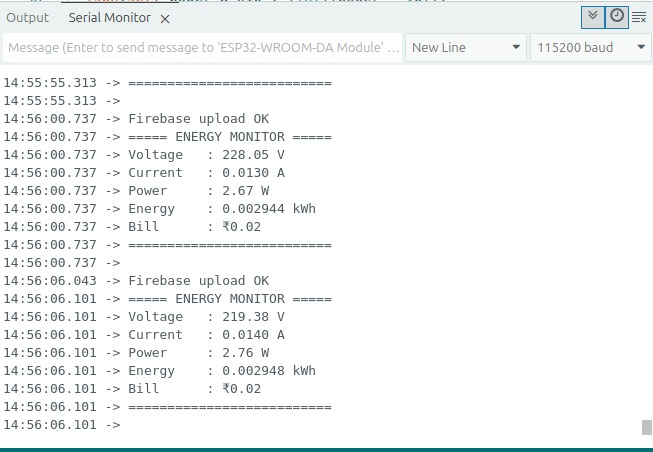 Output Serial Monitor
Message (Enter to send message to 'ESP32-WROOM-DA Module' ... New Line 115200 baud
14:55:55.313 -> ==========================
14:55:55.313 ->
14:56:00.737 -> Firebase upload OK
14:56:00.737 -> ===== ENERGY MONITOR =====
14:56:00.737 -> Voltage   : 228.05 V
14:56:00.737 -> Current   : 0.0130 A
14:56:00.737 -> Power     : 2.67 W
14:56:00.737 -> Energy    : 0.002944 kWh
14:56:00.737 -> Bill      : ₹0.02
14:56:00.737 -> ==========================
14:56:00.737 ->
14:56:06.043 -> Firebase upload OK
14:56:06.101 -> ===== ENERGY MONITOR =====
14:56:06.101 -> Voltage   : 219.38 V
14:56:06.101 -> Current   : 0.0140 A
14:56:06.101 -> Power     : 2.76 W
14:56:06.101 -> Energy    : 0.002948 kWh
14:56:06.101 -> Bill      : ₹0.02
14:56:06.101 -> ==========================
14:56:06.101 ->